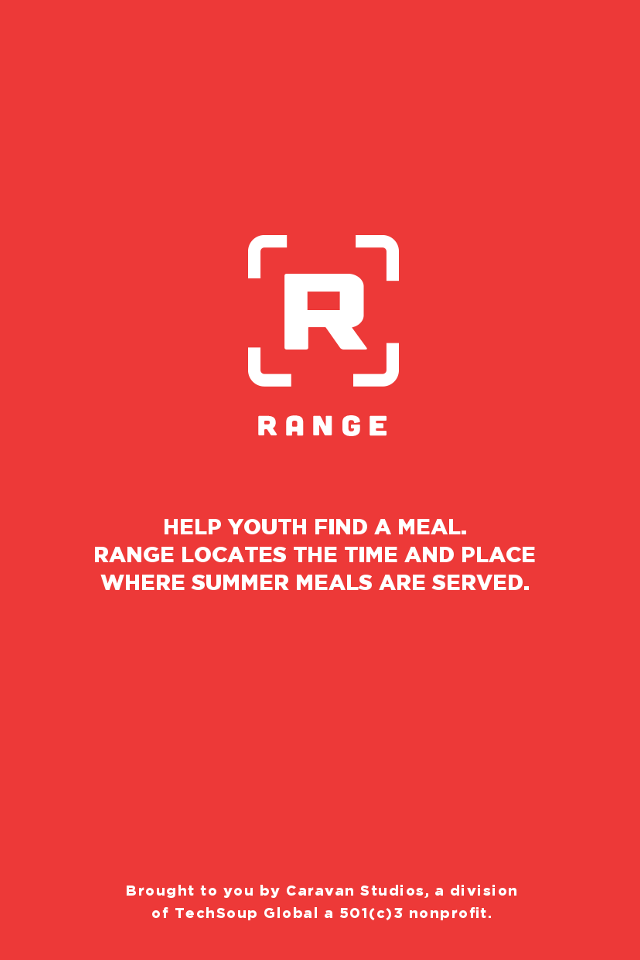 R
RANGE
HELP YOUTH FIND A MEAL.
RANGE LOCATES THE TIME AND PLACE
WHERE SUMMER MEALS ARE SERVED.
Brought to you by Caravan Studios, a division
of TechSoup Global a 501(c)3 nonprofit.